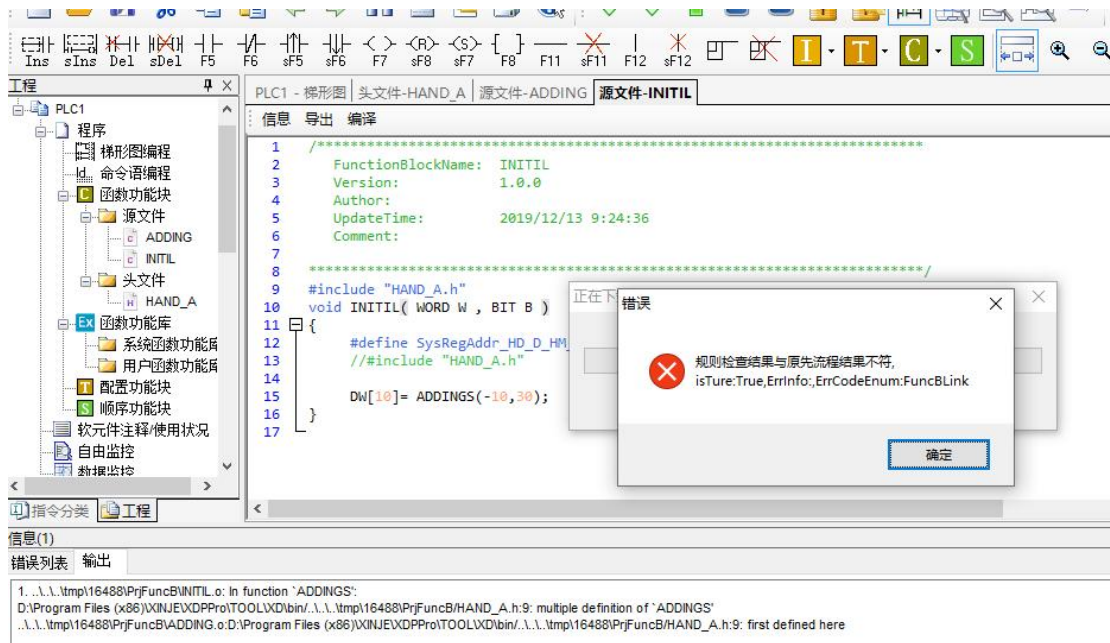 Ins sIns Del sDel F5 F6 sF5 sF6 F7 sF8 sF7 F8 F11 sF11 F12 sF12 I T C S
工程
PLC1
程序
梯形图编程
命令语编程
C 函数功能块
源文件
c ADDING
c INITIL
头文件
H HAND_A
EX 函数功能库
系统函数功能库
用户函数功能库
T 配置功能块
S 顺序功能块
软元件注释/使用状况
自由监控
数据监控
指令分类 工程
PLC1 - 梯形图 头文件-HAND_A 源文件-ADDING 源文件-INITIL
信息 导出 编译
1 /*************************************************************************
2 FunctionBlockName: INITIL
3 Version: 1.0.0
4 Author:
5 UpdateTime: 2019/12/13 9:24:36
6 Comment:
7
8 **************************************************************************/
9 #include "HAND_A.h"
10 void INITIL( WORD W , BIT B )
11 {
12 #define SysRegAddr_HD_D_HM_
13 //#include "HAND_A.h"
14
15 DW[10]= ADDINGS(-10,30);
16 }
17
正在下
错误
规则检查结果与原先流程结果不符,
isTure:True,ErrInfo:,ErrCodeEnum:FuncBLink
确定
信息(1)
错误列表 输出
1. ..\..\..\tmp\16488\PrjFuncB\INITIL.o: In function `ADDINGS':
D:\Program Files (x86)\XINJE\XDPPro\TOOL\XD\bin/..\..\..\tmp\16488\PrjFuncB/HAND_A.h:9: multiple definition of `ADDINGS'
..\..\..\tmp\16488\PrjFuncB\ADDING.o:D:\Program Files (x86)\XINJE\XDPPro\TOOL\XD\bin/..\..\..\tmp\16488\PrjFuncB/HAND_A.h:9: first defined here